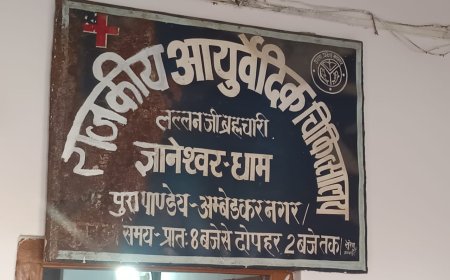 राजकीय आयुर्वेदिक चिकित्सालय
लल्लन जी ब्रह्मचारी
ज्ञानेश्वर-धाम
पुरा पाण्डेय-अम्बेडकर नगर/
समय-प्रातः 8 बजे से दोपहर 2 बजे तक